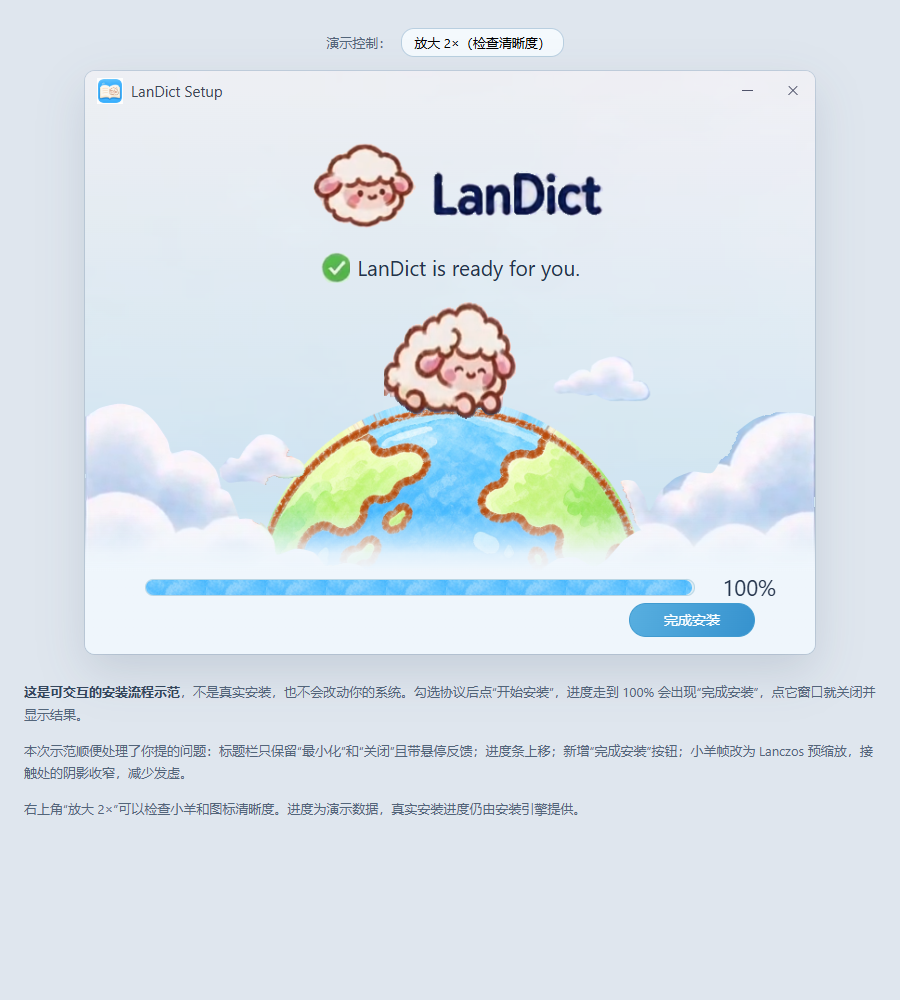 演示控制：
放大 2×（检查清晰度）
LanDict Setup
LanDict
LanDict is ready for you.
100%
完成安装
这是可交互的安装流程示范，不是真实安装，也不会改动你的系统。勾选协议后点“开始安装”，进度走到 100% 会出现“完成安装”，点它窗口就关闭并
显示结果。
本次示范顺便处理了你提的问题：标题栏只保留“最小化”和“关闭”且带悬停反馈；进度条上移；新增“完成安装”按钮；小羊帧改为 Lanczos 预缩放，接
触处的阴影收窄，减少发虚。
右上角“放大 2×”可以检查小羊和图标清晰度。进度为演示数据，真实安装进度仍由安装引擎提供。